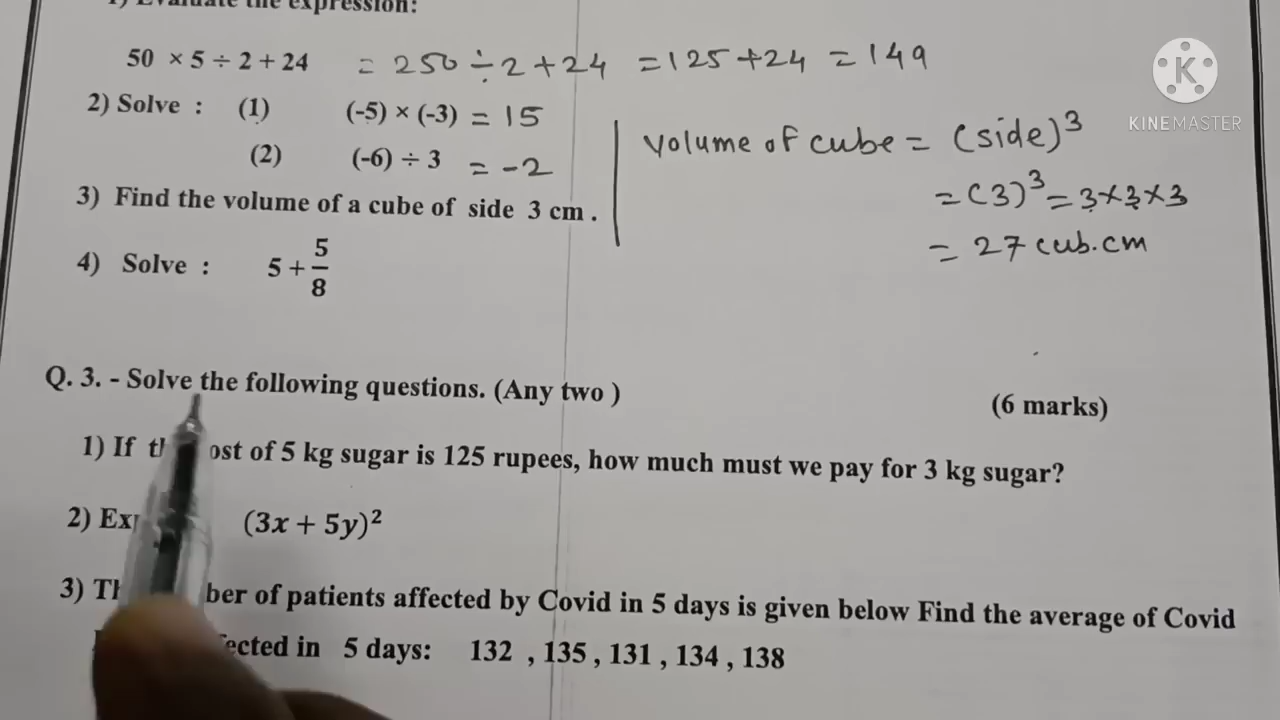 1) Evaluate the expression:
50 × 5 ÷ 2 + 24 = 250 ÷ 2 + 24 = 125 + 24 = 149
2) Solve : (1) (-5) × (-3) = 15
(2) (-6) ÷ 3 = -2
3) Find the volume of a cube of side 3 cm .
4) Solve : 5 + 5/8
Volume of cube = (side)³
= (3)³ = 3×3×3
= 27 cub.cm
KINEMASTER
Q. 3. - Solve the following questions. (Any two ) (6 marks)
1) If ost of 5 kg sugar is 125 rupees, how much must we pay for 3 kg sugar?
2) Exp (3x + 5y)²
3) Th ber of patients affected by Covid in 5 days is given below Find the average of Covid
ected in 5 days: 132 , 135 , 131 , 134 , 138